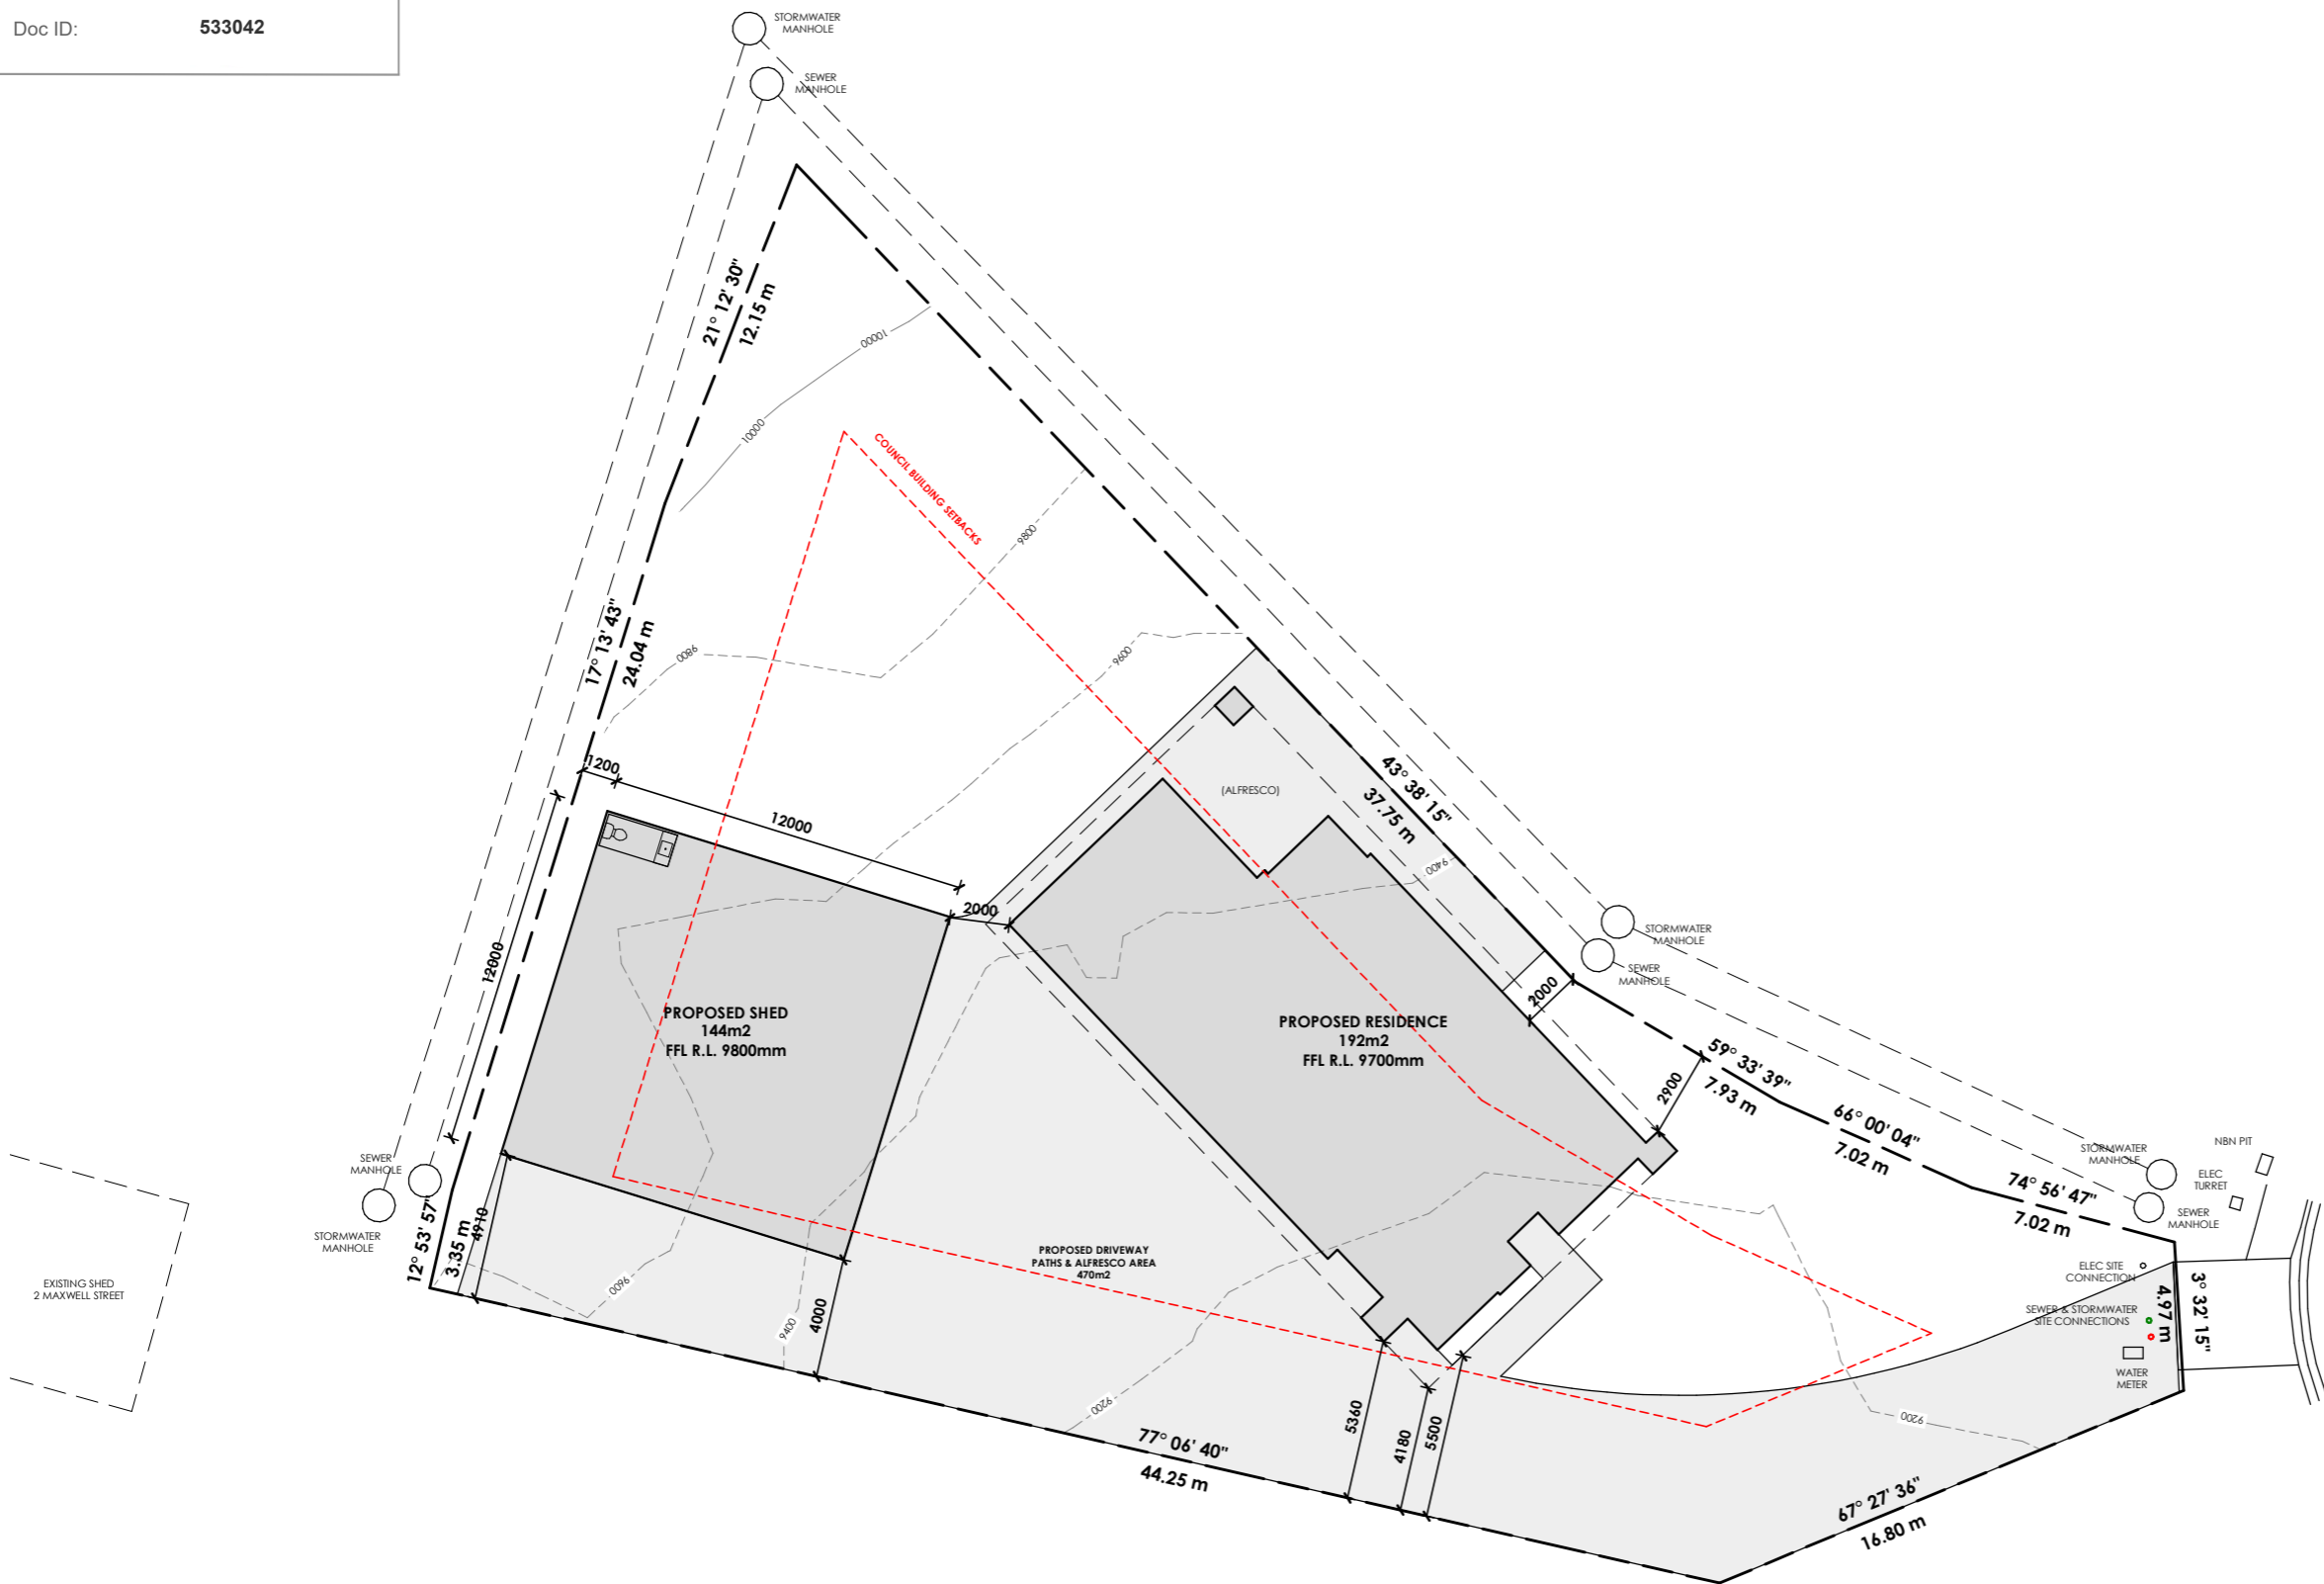 Doc ID: 533042
STORMWATER
MANHOLE
SEWER
MANHOLE
21° 12' 30"
12.15 m
10000
10000
COUNCIL BUILDING SETBACKS
9800
17° 13' 43"
24.04 m
9800
9600
1200
12000
12000
2000
(ALFRESCO)
43° 38' 15"
37.75 m
9400
STORMWATER
MANHOLE
SEWER
MANHOLE
2000
PROPOSED SHED
144m2
FFL R.L. 9800mm
PROPOSED RESIDENCE
192m2
FFL R.L. 9700mm
2900
59° 33' 39"
7.93 m
66° 00' 04"
7.02 m
74° 56' 47"
7.02 m
STORMWATER
MANHOLE
NBN PIT
ELEC
TURRET
SEWER
MANHOLE
SEWER
MANHOLE
STORMWATER
MANHOLE
12° 53' 57"
3.35 m
4910
EXISTING SHED
2 MAXWELL STREET
9600
9400
4000
PROPOSED DRIVEWAY
PATHS & ALFRESCO AREA
470m2
ELEC SITE
CONNECTION
SEWER & STORMWATER
SITE CONNECTIONS
4.97 m
3° 32' 15"
WATER
METER
9200
9200
5360
4180
5500
77° 06' 40"
44.25 m
67° 27' 36"
16.80 m